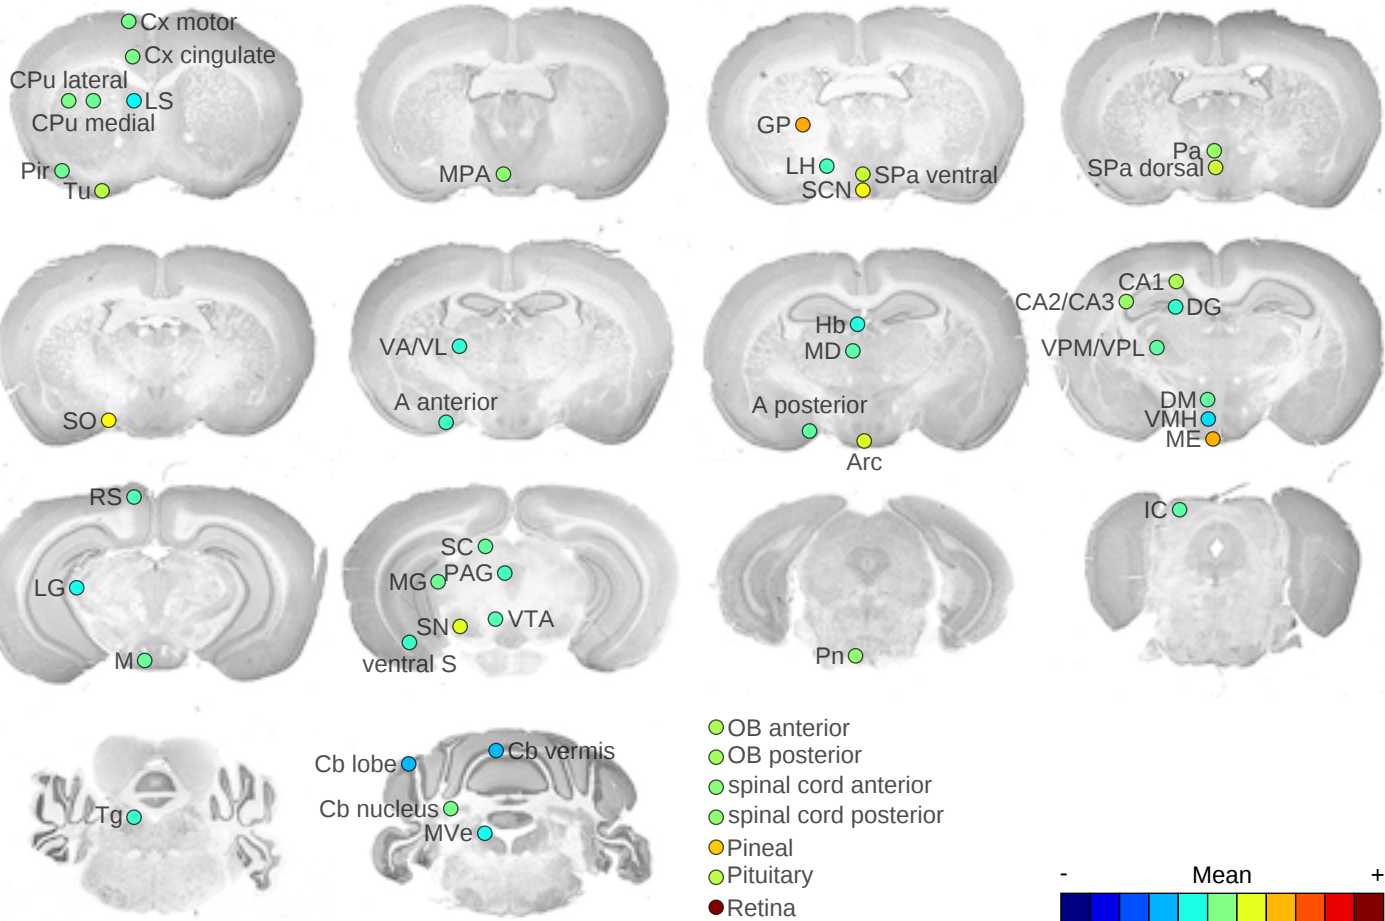 Cx motor
Cx cingulate
CPu lateral
LS
CPu medial
Pir
Tu
MPA
GP
LH
SPa ventral
SCN
Pa
SPa dorsal
SO
VA/VL
A anterior
Hb
MD
A posterior
Arc
CA1
CA2/CA3
DG
VPM/VPL
DM
VMH
ME
RS
LG
M
SC
MG
PAG
SN
VTA
ventral S
Pn
IC
Tg
Cb lobe
Cb vermis
Cb nucleus
MVe
OB anterior
OB posterior
spinal cord anterior
spinal cord posterior
Pineal
Pituitary
Retina
- Mean +